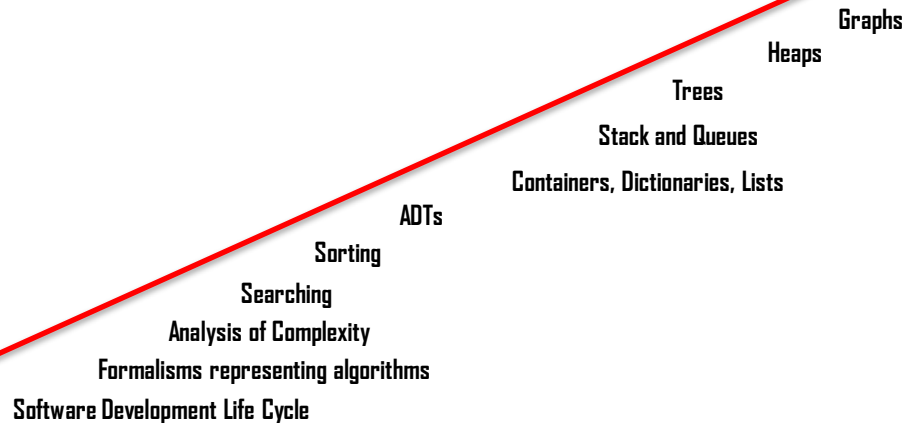 Graphs
Heaps
Trees
Stack and Queues
Containers, Dictionaries, Lists
ADTs
Sorting
Searching
Analysis of Complexity
Formalisms representing algorithms
Software Development Life Cycle